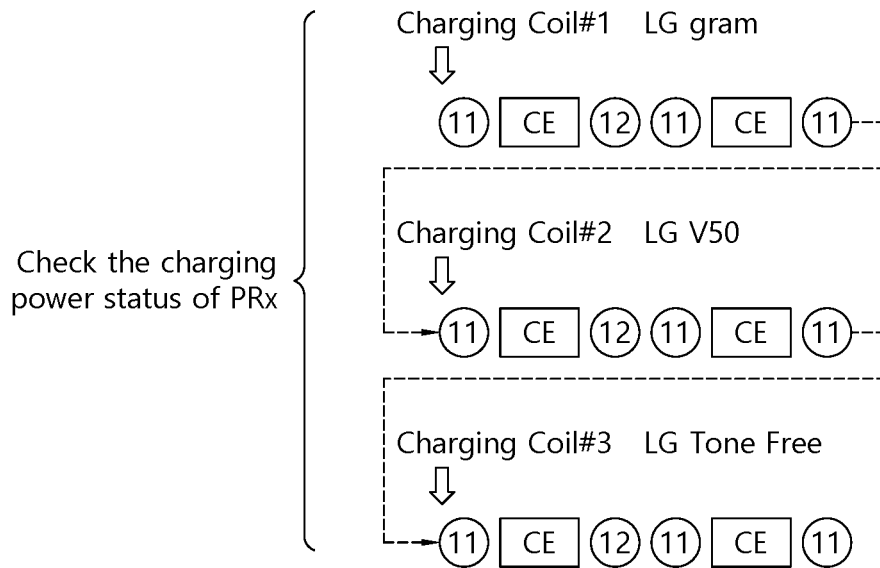 Charging Coil#1 LG gram
11 CE 12 11 CE 11
Charging Coil#2 LG V50
Check the charging
power status of PRx
11 CE 12 11 CE 11
Charging Coil#3 LG Tone Free
11 CE 12 11 CE 11